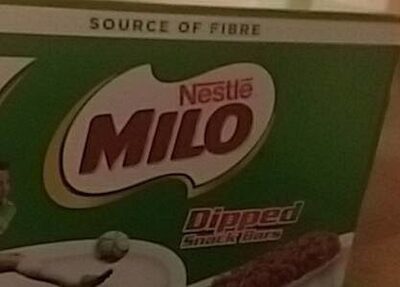 SOURCE OF FIBRE
Nestlé
MILO
Dipped
Snack Bars